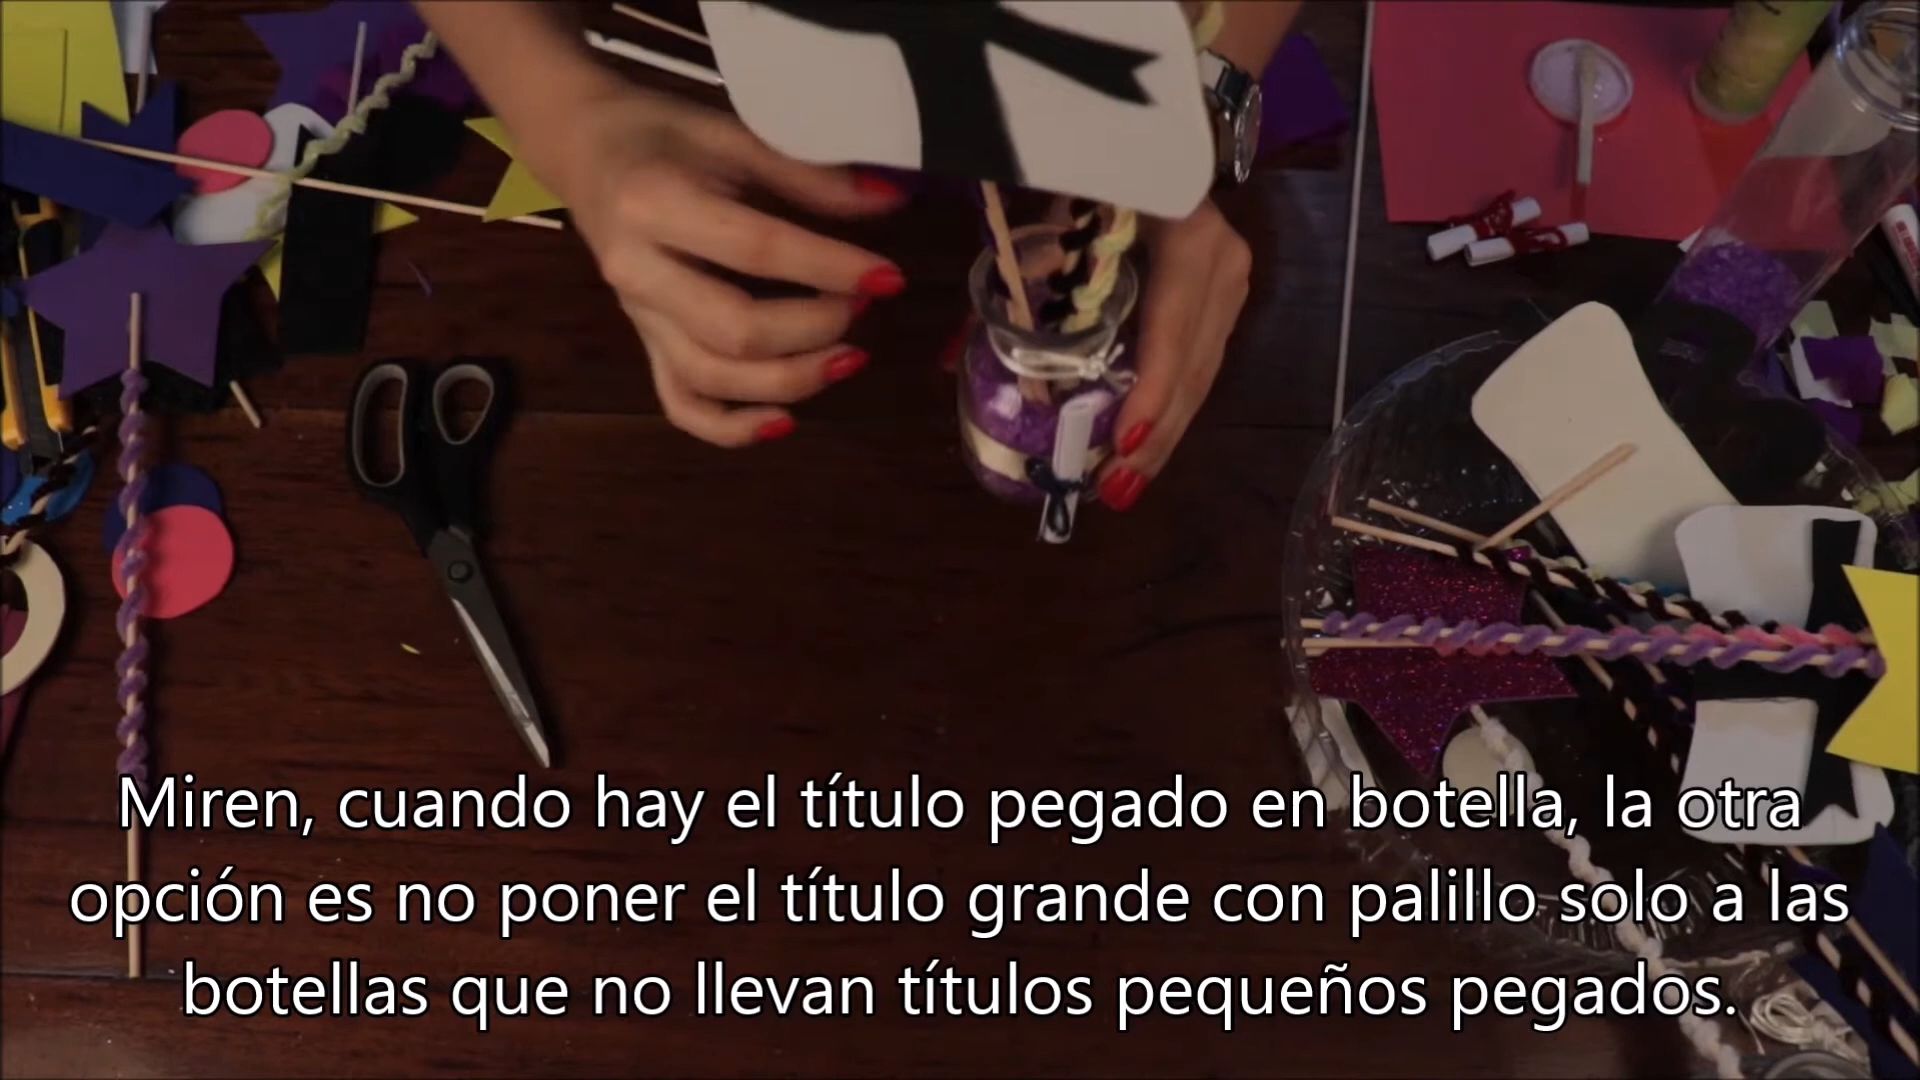 Miren, cuando hay el título pegado en botella, la otra
opción es no poner el título grande con palillo solo a las
botellas que no llevan títulos pequeños pegados.